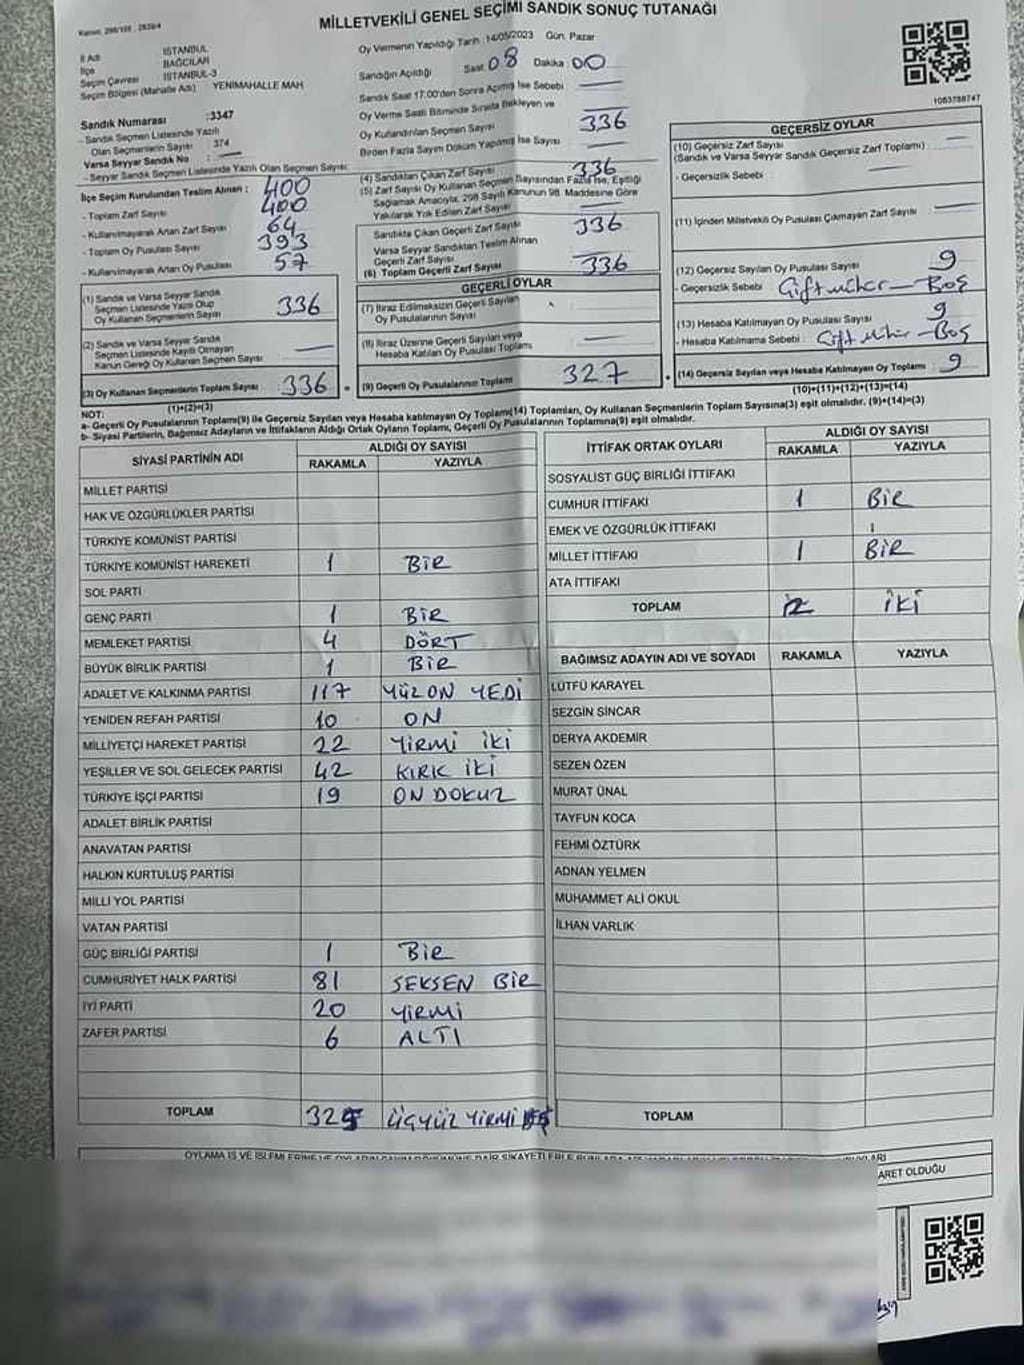 MİLLETVEKİLİ GENEL SEÇİMİ SANDIK SONUÇ TUTANAĞI
İl Adı : İSTANBUL
İlçe BAĞCILAR
Seçim Çevresi : İSTANBUL-3
Seçim Bölgesi (Mahalle Adı) YENİMAHALLE MAH
Oy Vermenin Yapıldığı Tarih : 14/05/2023 Gün: Pazar
Sandığın Açıldığı Saat 08 Dakika 00
Sandık Saat 17:00'den Sonra Açılmış İse Sebebi
Oy Verme Saati Bitiminde Sırada Bekleyen ve
Oy Kullandırılan Seçmen Sayısı 336
Birden Fazla Sayım Döküm Yapılmış İse Sayısı
1083788747
Sandık Numarası :3347
- Sandık Seçmen Listesinde Yazılı
Olan Seçmenlerin Sayısı : 374
Varsa Seyyar Sandık No :
- Seyyar Sandık Seçmen Listesinde Yazılı Olan Seçmen Sayısı:
İlçe Seçim Kurulundan Teslim Alınan : 400
- Toplam Zarf Sayısı 400
- Kullanılmayarak Artan Zarf Sayısı 64
- Toplam Oy Pusulası Sayısı 393
- Kullanılmayarak Artan Oy Pusulası 57
(1) Sandık ve Varsa Seyyar Sandık
Seçmen Listesinde Yazılı Olup
Oy Kullanan Seçmenlerin Sayısı 336
(2) Sandık ve Varsa Seyyar Sandık
Seçmen Listesinde Kayıtlı Olmayan
Kanun Gereği Oy Kullanan Seçmen Sayısı :
(3) Oy Kullanan Seçmenlerin Toplam Sayısı : 336
(1)+(2)=(3)
(4) Sandıktan Çıkan Zarf Sayısı 336
(5) Zarf Sayısı Oy Kullanan Seçmen Sayısından Fazla İse, Eşitliği
Sağlamak Amacıyla, 298 Sayılı Kanunun 98. Maddesine Göre
Yakılarak Yok Edilen Zarf Sayısı
Sandıkta Çıkan Geçerli Zarf Sayısı 336
Varsa Seyyar Sandıktan Teslim Alınan
Geçerli Zarf Sayısı
(6) Toplam Geçerli Zarf Sayısı 336
GEÇERLİ OYLAR
(7) İtiraz Edilmeksizin Geçerli Sayılan
Oy Pusulalarının Sayısı
(8) İtiraz Üzerine Geçerli Sayılan veya
Hesaba Katılan Oy Pusulası Toplamı
(9) Geçerli Oy Pusulalarının Toplamı 327
GEÇERSİZ OYLAR
(10) Geçersiz Zarf Sayısı
(Sandık ve Varsa Seyyar Sandık Geçersiz Zarf Toplamı) :
- Geçersizlik Sebebi :
(11) İçinden Milletvekili Oy Pusulası Çıkmayan Zarf Sayısı
(12) Geçersiz Sayılan Oy Pusulası Sayısı 9
- Geçersizlik Sebebi : Çift mühür — Boş
(13) Hesaba Katılmayan Oy Pusulası Sayısı 9
- Hesaba Katılmama Sebebi : Çift mühür — Boş
(14) Geçersiz Sayılan veya Hesaba Katılmayan Oy Toplamı : 9
(10)+(11)+(12)+(13)=(14)
NOT:
a- Geçerli Oy Pusulalarının Toplamı(9) ile Geçersiz Sayılan veya Hesaba katılmayan Oy Toplamı(14) Toplamları, Oy Kullanan Seçmenlerin Toplam Sayısına(3) eşit olmalıdır. (9)+(14)=(3)
b- Siyasi Partilerin, Bağımsız Adayların ve İttifakların Aldığı Ortak Oyların Toplamı, Geçerli Oy Pusulalarının Toplamına(9) eşit olmalıdır.
SİYASİ PARTİNİN ADI ALDIĞI OY SAYISI
RAKAMLA YAZIYLA
MİLLET PARTİSİ
HAK VE ÖZGÜRLÜKLER PARTİSİ
TÜRKİYE KOMÜNİST PARTİSİ
TÜRKİYE KOMÜNİST HAREKETİ 1 BİR
SOL PARTİ
GENÇ PARTİ 1 BİR
MEMLEKET PARTİSİ 4 DÖRT
BÜYÜK BİRLİK PARTİSİ 1 BİR
ADALET VE KALKINMA PARTİSİ 117 YÜZ ON YEDİ
YENİDEN REFAH PARTİSİ 10 ON
MİLLİYETÇİ HAREKET PARTİSİ 22 YİRMİ İKİ
YEŞİLLER VE SOL GELECEK PARTİSİ 42 KIRK İKİ
TÜRKİYE İŞÇİ PARTİSİ 19 ON DOKUZ
ADALET BİRLİK PARTİSİ
ANAVATAN PARTİSİ
HALKIN KURTULUŞ PARTİSİ
MİLLİ YOL PARTİSİ
VATAN PARTİSİ
GÜÇ BİRLİĞİ PARTİSİ 1 BİR
CUMHURİYET HALK PARTİSİ 81 SEKSEN BİR
İYİ PARTİ 20 YİRMİ
ZAFER PARTİSİ 6 ALTI
TOPLAM 325 ÜÇYÜZ YİRMİ
İTTİFAK ORTAK OYLARI ALDIĞI OY SAYISI
RAKAMLA YAZIYLA
SOSYALİST GÜÇ BİRLİĞİ İTTİFAKI
CUMHUR İTTİFAKI 1 BİR
EMEK VE ÖZGÜRLÜK İTTİFAKI
MİLLET İTTİFAKI 1 BİR
ATA İTTİFAKI
TOPLAM 2 İKİ
BAĞIMSIZ ADAYIN ADI VE SOYADI RAKAMLA YAZIYLA
LÜTFÜ KARAYEL
SEZGİN SİNCAR
DERYA AKDEMİR
SEZEN ÖZEN
MURAT ÜNAL
TAYFUN KOCA
FEHMİ ÖZTÜRK
ADNAN YELMEN
MUHAMMET ALİ OKUL
İLHAN VARLIK
TOPLAM
ARET OLDUĞU